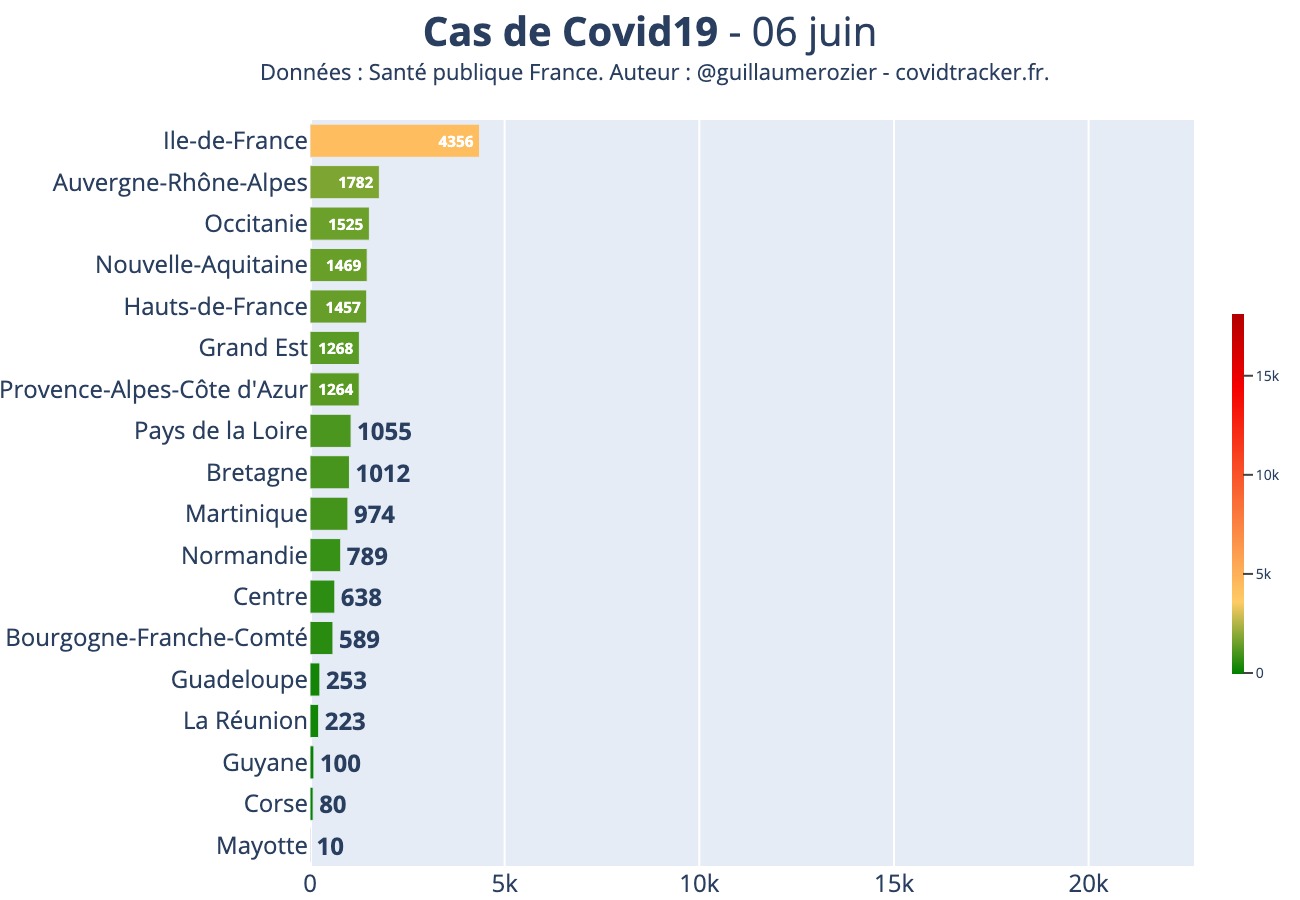 Cas de Covid19 - 06 juin
Données : Santé publique France. Auteur : @guillaumerozier - covidtracker.fr.
Ile-de-France 4356
Auvergne-Rhône-Alpes 1782
Occitanie 1525
Nouvelle-Aquitaine 1469
Hauts-de-France 1457
Grand Est 1268
Provence-Alpes-Côte d'Azur 1264
Pays de la Loire 1055
Bretagne 1012
Martinique 974
Normandie 789
Centre 638
Bourgogne-Franche-Comté 589
Guadeloupe 253
La Réunion 223
Guyane 100
Corse 80
Mayotte 10
0 5k 10k 15k 20k
15k
10k
5k
0